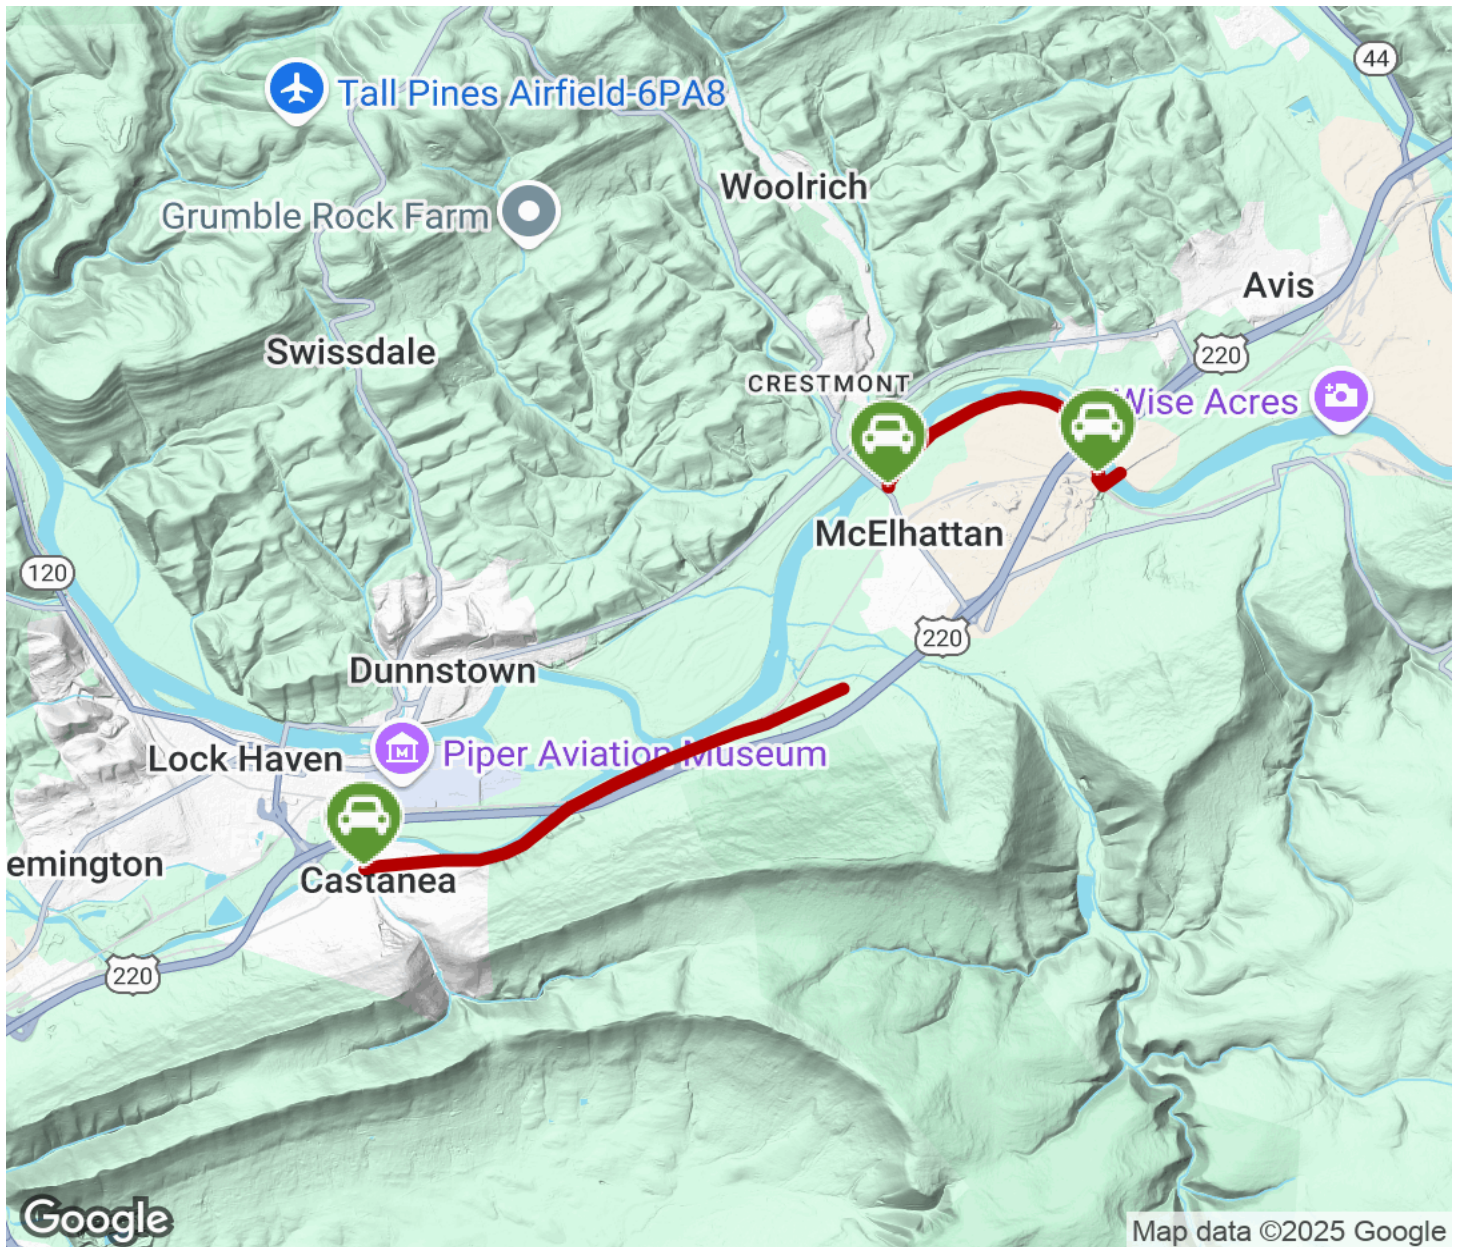 44
Tall Pines Airfield-6PA8
Woolrich
Grumble Rock Farm
Avis
Swissdale
220
CRESTMONT
Wise Acres
McElhattan
120
220
Dunnstown
Lock Haven
M
Piper Aviation Museum
emington
Castanea
220
Google
Map data ©2025 Google